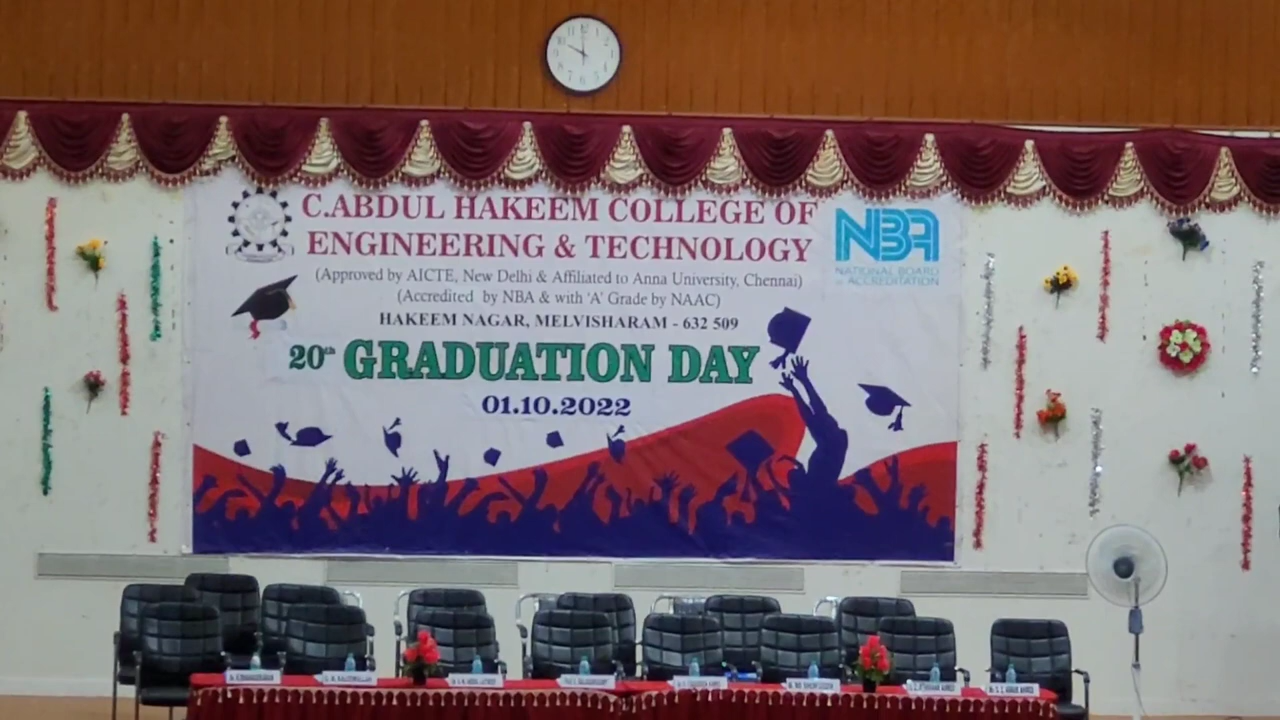 C.ABDUL HAKEEM COLLEGE OF
ENGINEERING & TECHNOLOGY
(Approved by AICTE, New Delhi & Affiliated to Anna University, Chennai)
(Accredited by NBA & with 'A' Grade by NAAC)
HAKEEM NAGAR, MELVISHARAM - 632 509
20th GRADUATION DAY
01.10.2022
NBA
NATIONAL BOARD
of ACCREDITATION